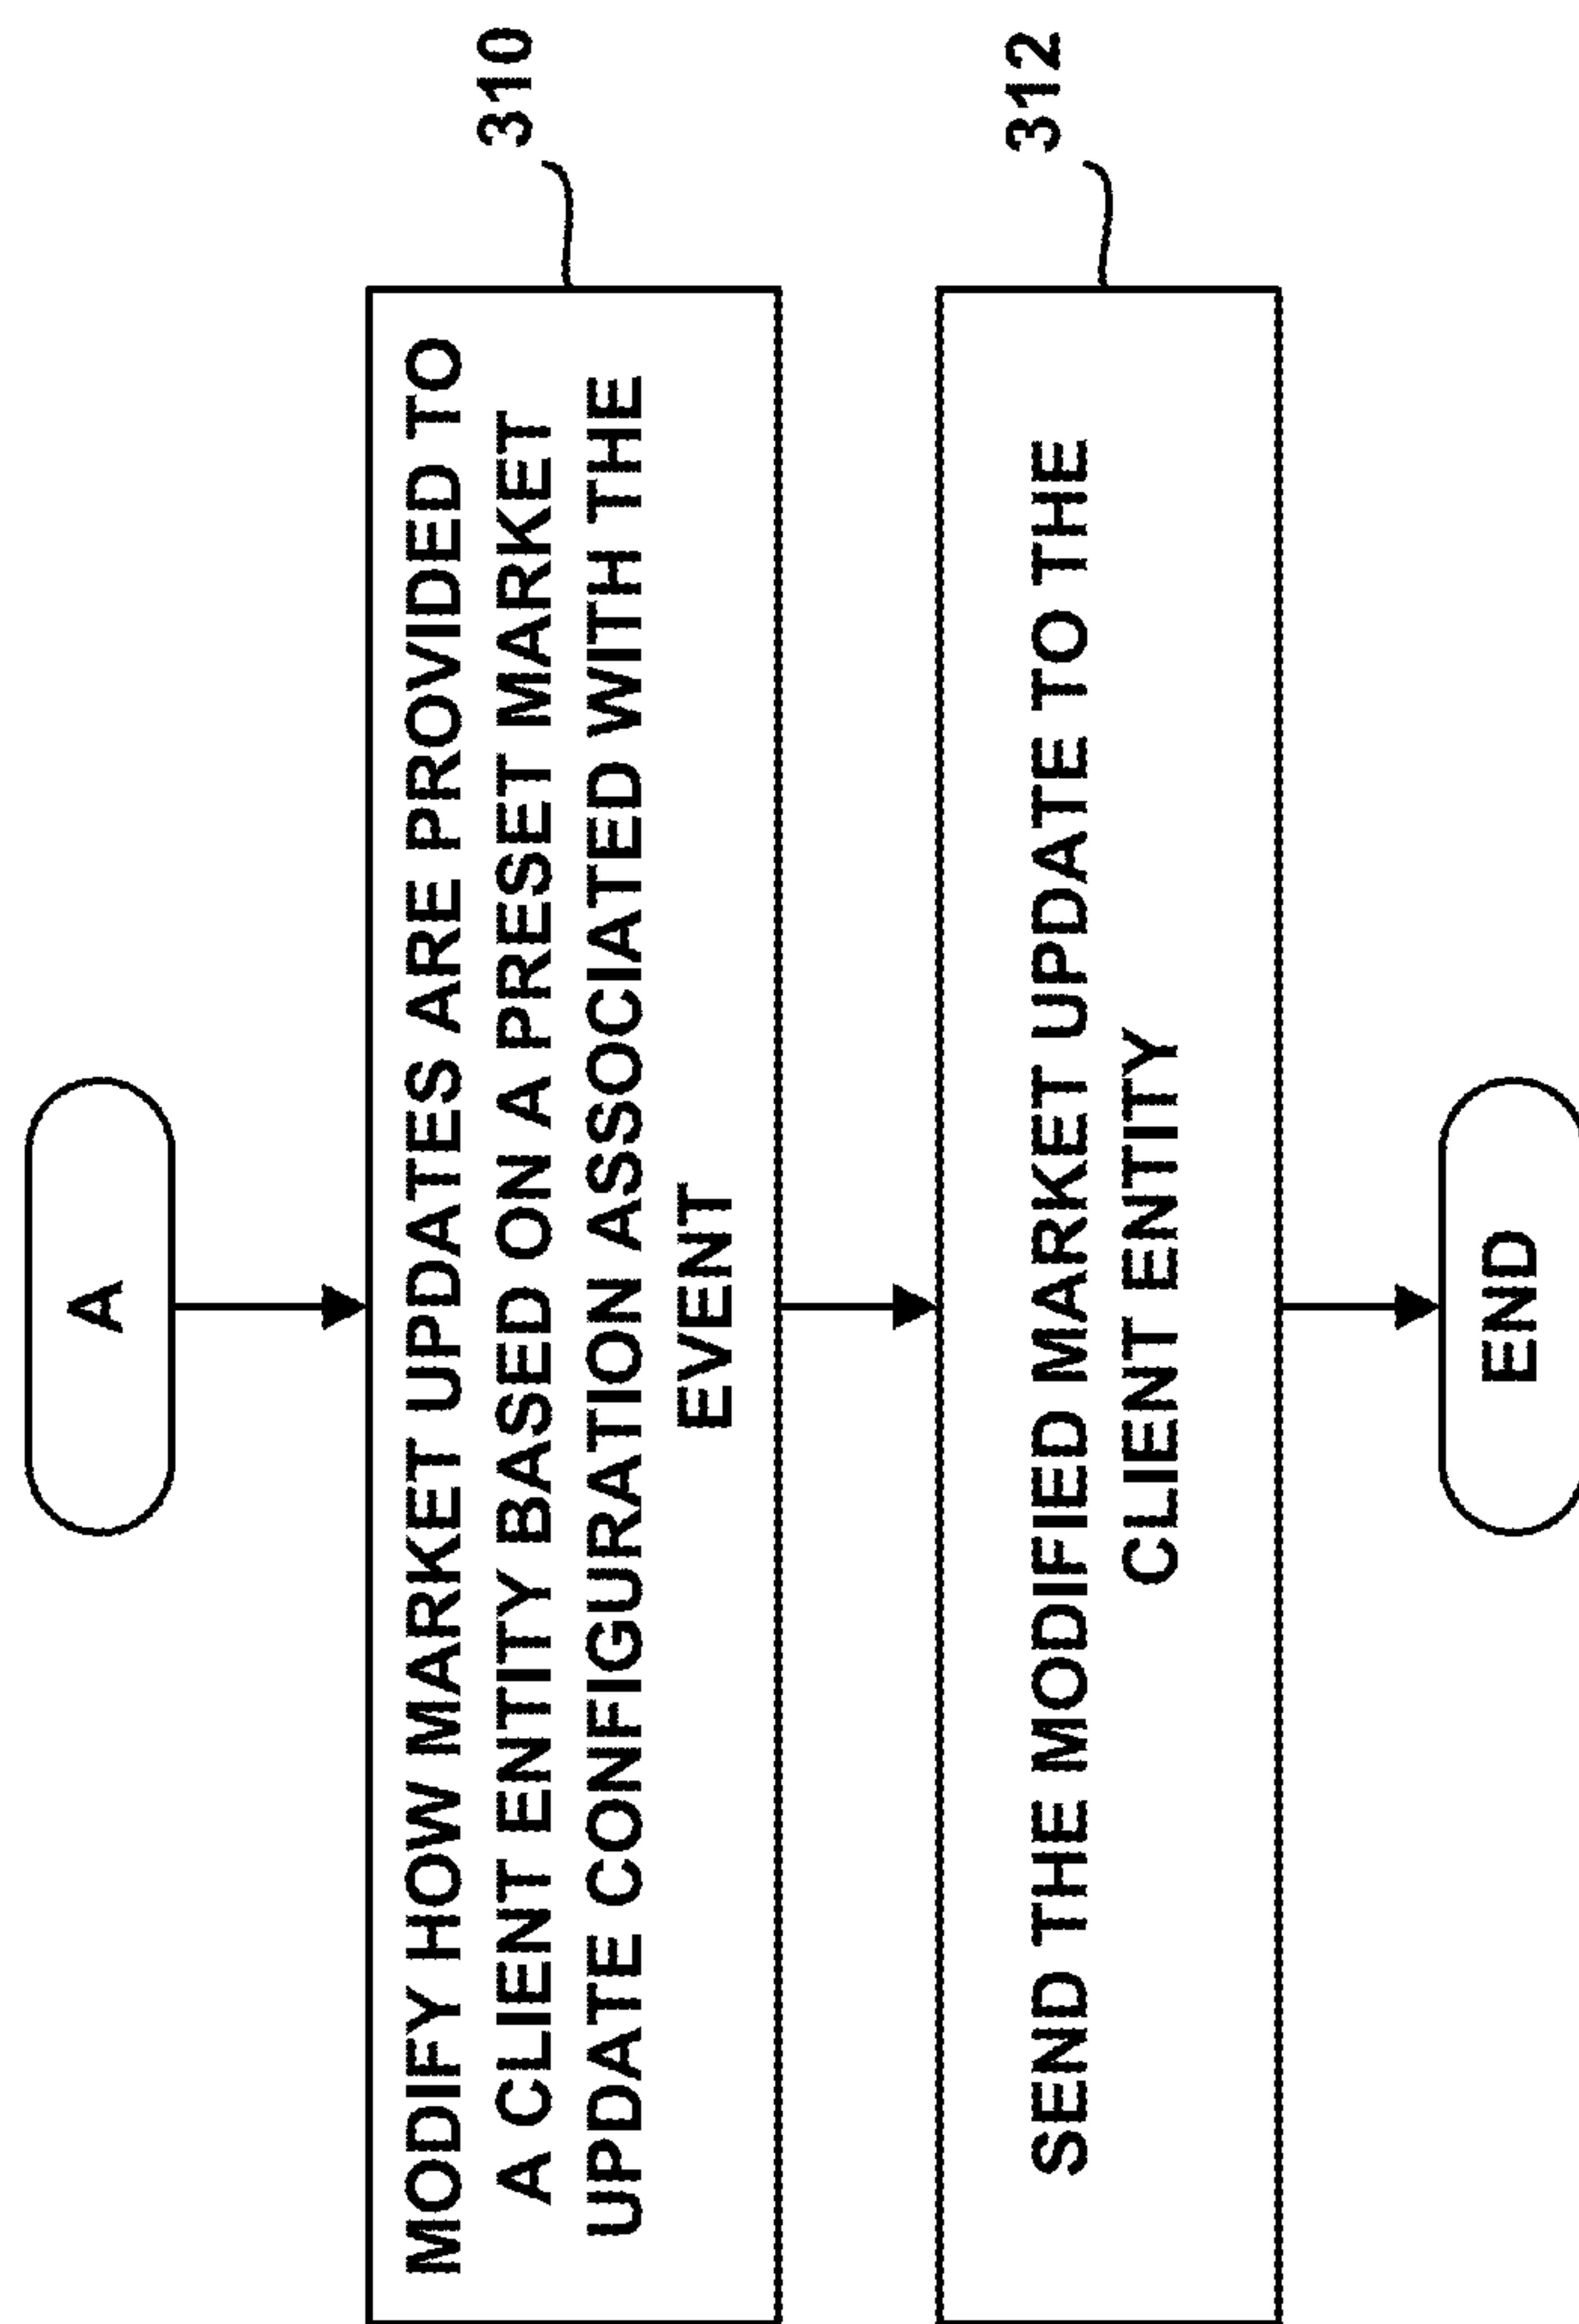 A
310
MODIFY HOW MARKET UPDATES ARE PROVIDED TO
A CLIENT ENTITY BASED ON A PRESET MARKET
UPDATE CONFIGURATION ASSOCIATED WITH THE
EVENT
312
SEND THE MODIFIED MARKET UPDATE TO THE
CLIENT ENTITY
END